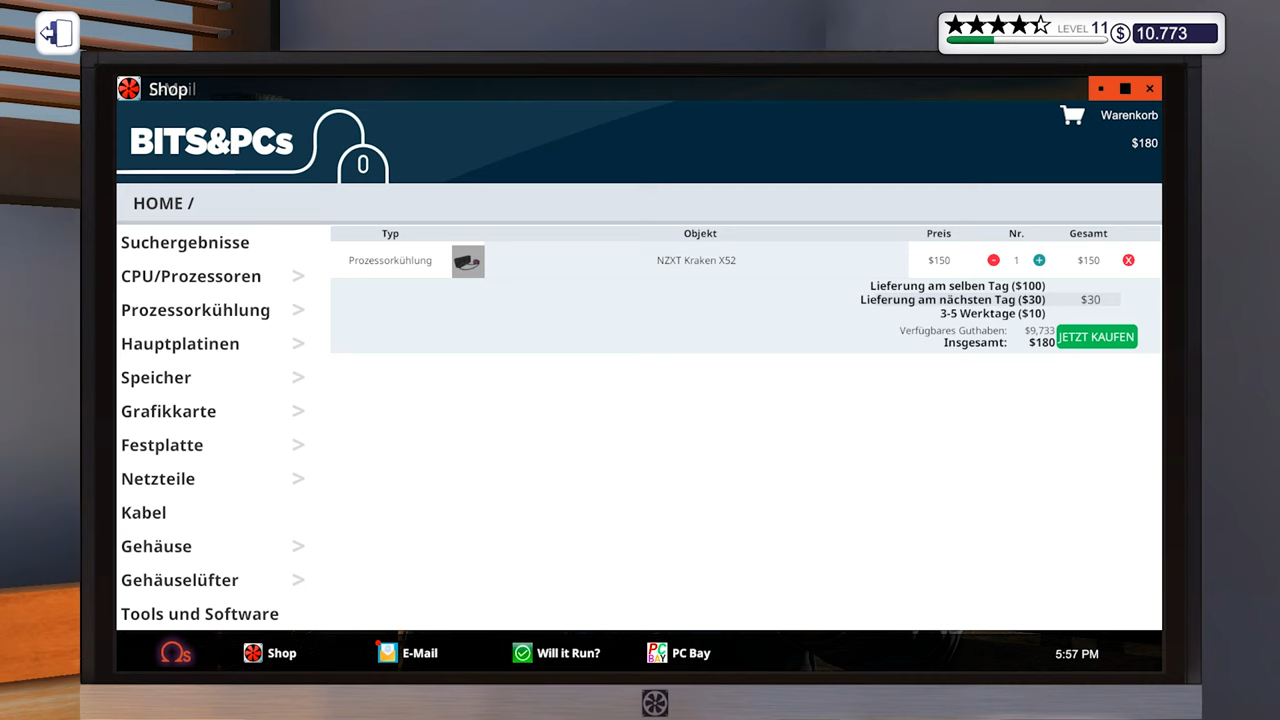 LEVEL 11 $ 10.773
Shop
BITS&PCs
Warenkorb
$180
HOME /
Suchergebnisse
CPU/Prozessoren >
Prozessorkühlung >
Hauptplatinen >
Speicher >
Grafikkarte >
Festplatte >
Netzteile >
Kabel
Gehäuse >
Gehäuselüfter >
Tools und Software
Typ Objekt Preis Nr. Gesamt
Prozessorkühlung NZXT Kraken X52 $150 - 1 + $150 X
Lieferung am selben Tag ($100)
Lieferung am nächsten Tag ($30) $30
3-5 Werktage ($10)
Verfügbares Guthaben: $9,733
Insgesamt: $180 JETZT KAUFEN
Ωs Shop E-Mail Will it Run? PC BAY PC Bay 5:57 PM